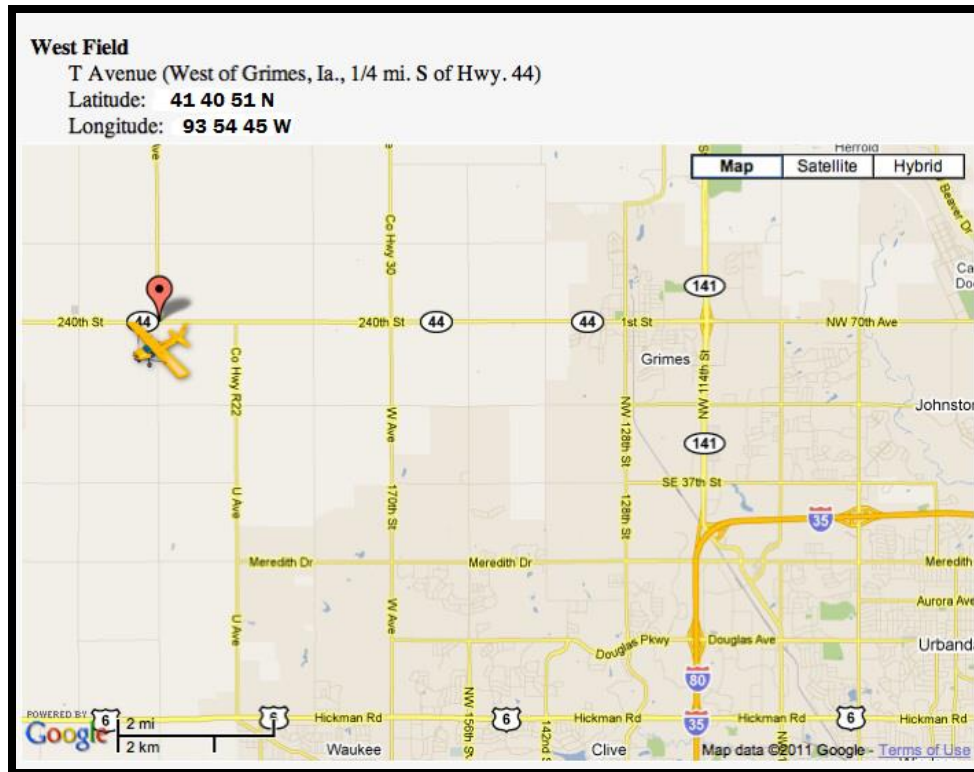 West Field
T Avenue (West of Grimes, Ia., 1/4 mi. S of Hwy. 44)
Latitude: 41 40 51 N
Longitude: 93 54 45 W
Map Satellite Hybrid
Herrold
Ave
Co Hwy 30
Beaver Dr
141
240th St 44 240th St 44 44 1st St NW 70th Ave
Grimes
Co Hwy R22
NW 114th St
W Ave
NW 128th St
Johnston
141
SE 37th St
U Ave
170th St
128th St
35
Meredith Dr Meredith Dr Meredith
Aurora Ave
U Ave
W Ave
Douglas Pkwy Douglas Ave
Urbanda
80
NW 156th St
142nd
POWERED BY
Google
6 6 Hickman Rd 6 Hickman Rd 35 Hickman Rd 6 Hickman Rd
2 mi
2 km
Waukee
Clive
Map data ©2011 Google - Terms of Use